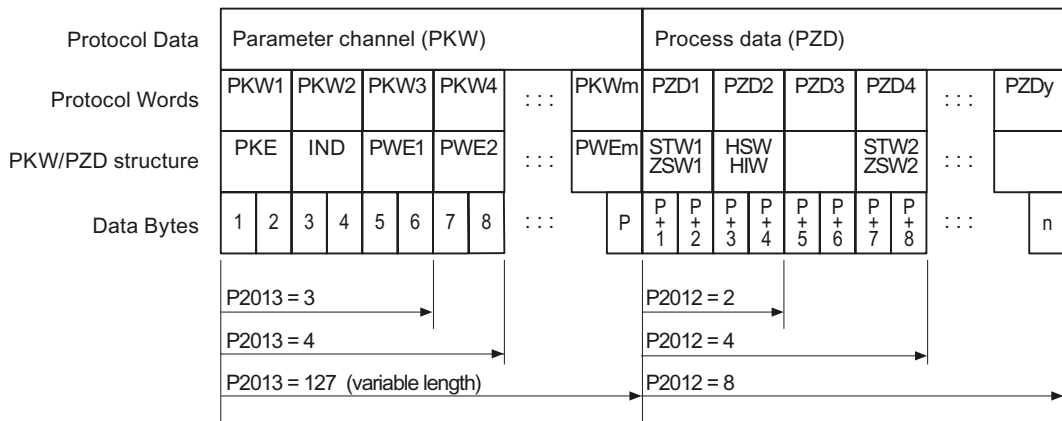 Protocol Data Parameter channel (PKW) Process data (PZD)
Protocol Words PKW1 PKW2 PKW3 PKW4 : : : PKWm PZD1 PZD2 PZD3 PZD4 : : : PZDy
PKW/PZD structure PKE IND PWE1 PWE2 : : : PWEm STW1 ZSW1 HSW HIW STW2 ZSW2 : : :
Data Bytes 1 2 3 4 5 6 7 8 : : : P P+1 P+2 P+3 P+4 P+5 P+6 P+7 P+8 : : : n
P2013 = 3 P2012 = 2
P2013 = 4 P2012 = 4
P2013 = 127 (variable length) P2012 = 8